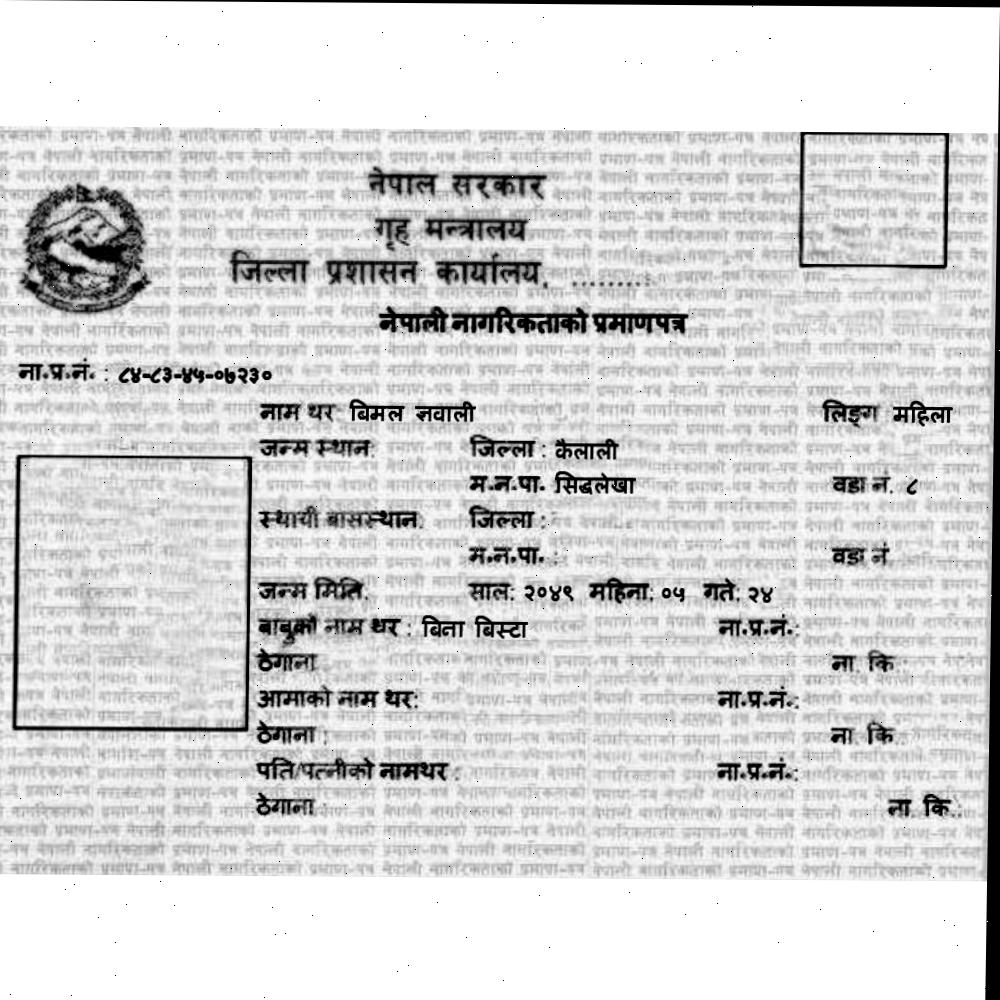 नेपाल सरकार
गृह मन्त्रालय
जिल्ला प्रशासन कार्यालय, .........
नेपाली नागरिकताको प्रमाणपत्र
ना.प्र.नं. : ८४-८३-४५-०७२३०
नाम थर: बिमल ज्ञवाली लिङ्ग महिला
जन्म स्थान: जिल्ला : कैलाली
म.न.पा. सिद्धलेखा वडा नं. ८
स्थायी बासस्थान: जिल्ला :
म.न.पा. : वडा नं
जन्म मिति: साल: २०४९ महिना: ०५ गते: २४
बाबुको नाम थर : बिना बिस्टा ना.प्र.नं.:
ठेगाना ना. कि.:
आमाको नाम थर: ना.प्र.नं.:
ठेगाना : ना. कि.:
पति/पत्नीको नामथर : ना.प्र.नं.:
ठेगाना : ना. कि.: